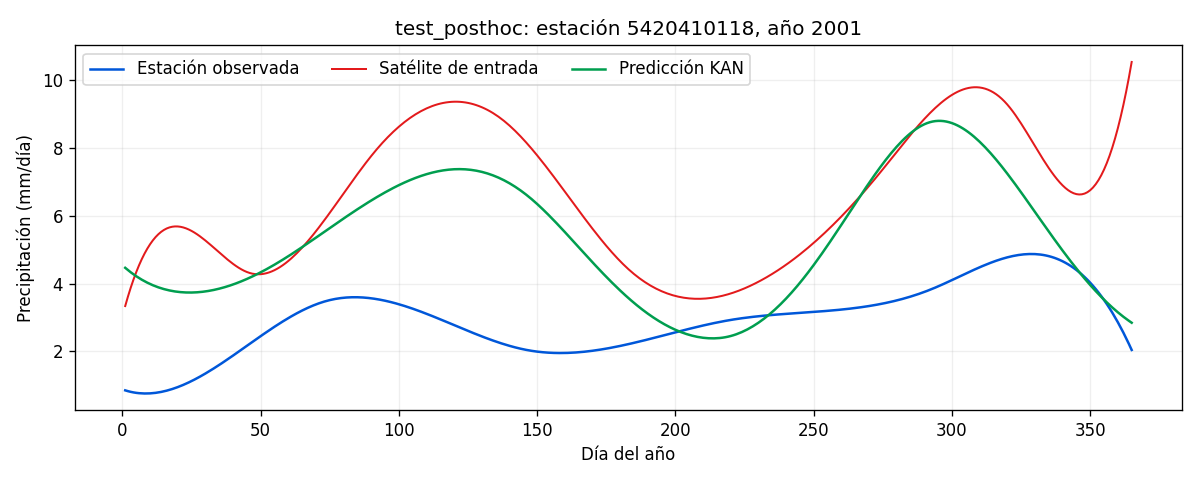 test_posthoc: estación 5420410118, año 2001
Estación observada Satélite de entrada Predicción KAN
Precipitación (mm/día)
10
8
6
4
2
0 50 100 150 200 250 300 350
Día del año